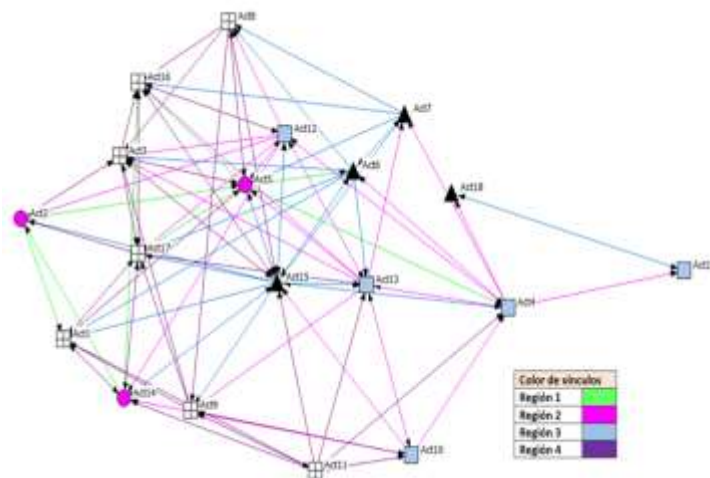 Act8
Act16
Act7
Act12
Act3
Act6
Act5
Act18
Act2
Act17
Act15
Act13
Act1
Act4
Act14
Act9
Act10
Act11
Color de vínculos
Región 1
Región 2
Región 3
Región 4